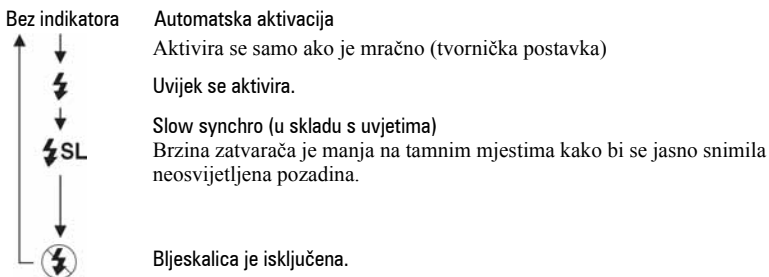 Bez indikatora Automatska aktivacija
Aktivira se samo ako je mračno (tvornička postavka)
Uvijek se aktivira.
Slow synchro (u skladu s uvjetima)
SL Brzina zatvarača je manja na tamnim mjestima kako bi se jasno snimila
neosvijetljena pozadina.
Bljeskalica je isključena.